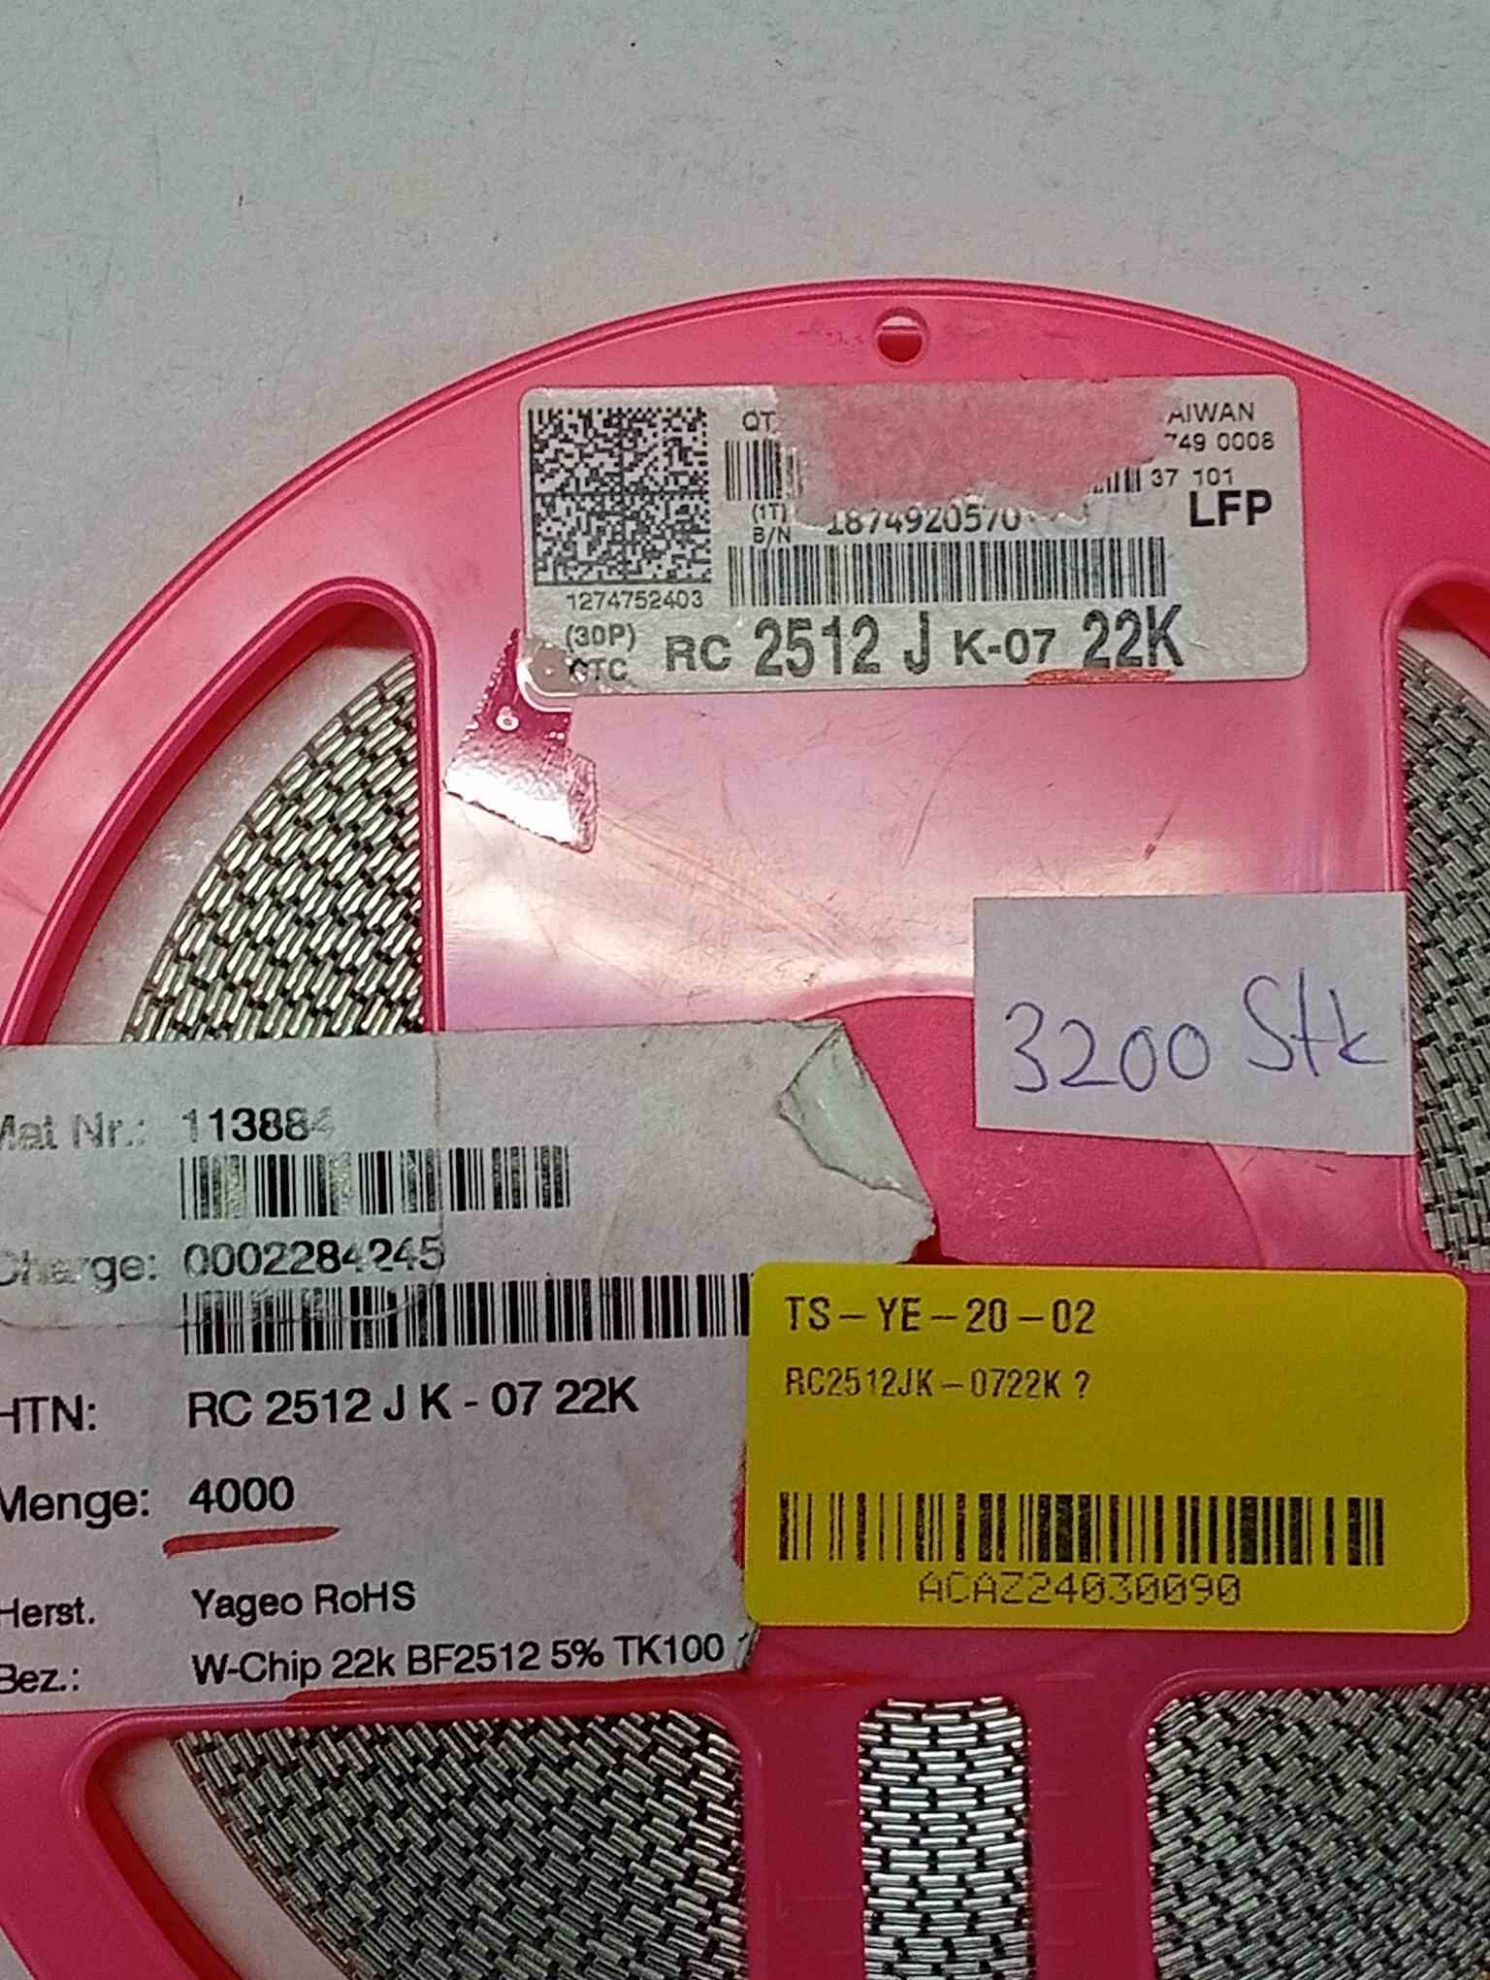 AIWAN
749 0008
37 101
LFP
(1T)
B/N 1874920570
1274752403
(30P)
CTC RC 2512 J K-07 22K
3200 Stk
Mat Nr.: 113884
Charge: 0002284245
HTN: RC 2512 J K - 07 22K
Menge: 4000
Herst. Yageo RoHS
Bez.: W-Chip 22k BF2512 5% TK100
TS-YE-20-02
RC2512JK-0722K ?
ACAZ24030090